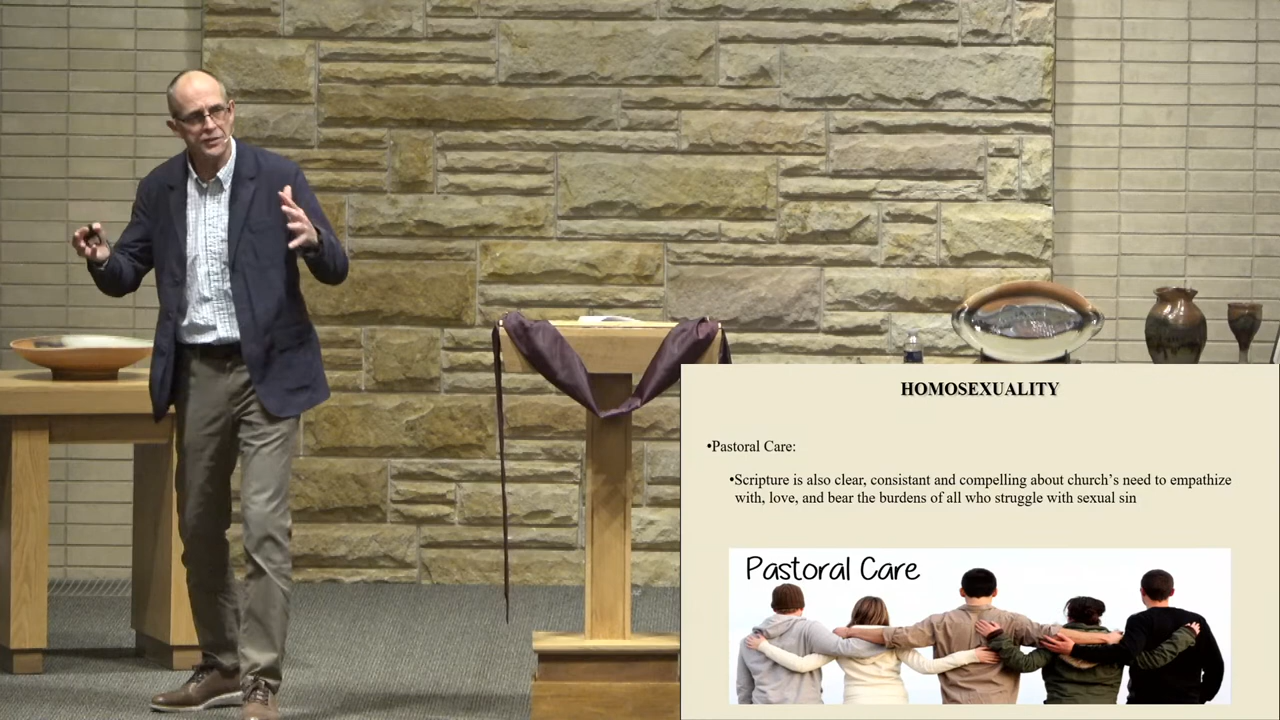 HOMOSEXUALITY
•Pastoral Care:
•Scripture is also clear, consistant and compelling about church's need to empathize
with, love, and bear the burdens of all who struggle with sexual sin
Pastoral Care